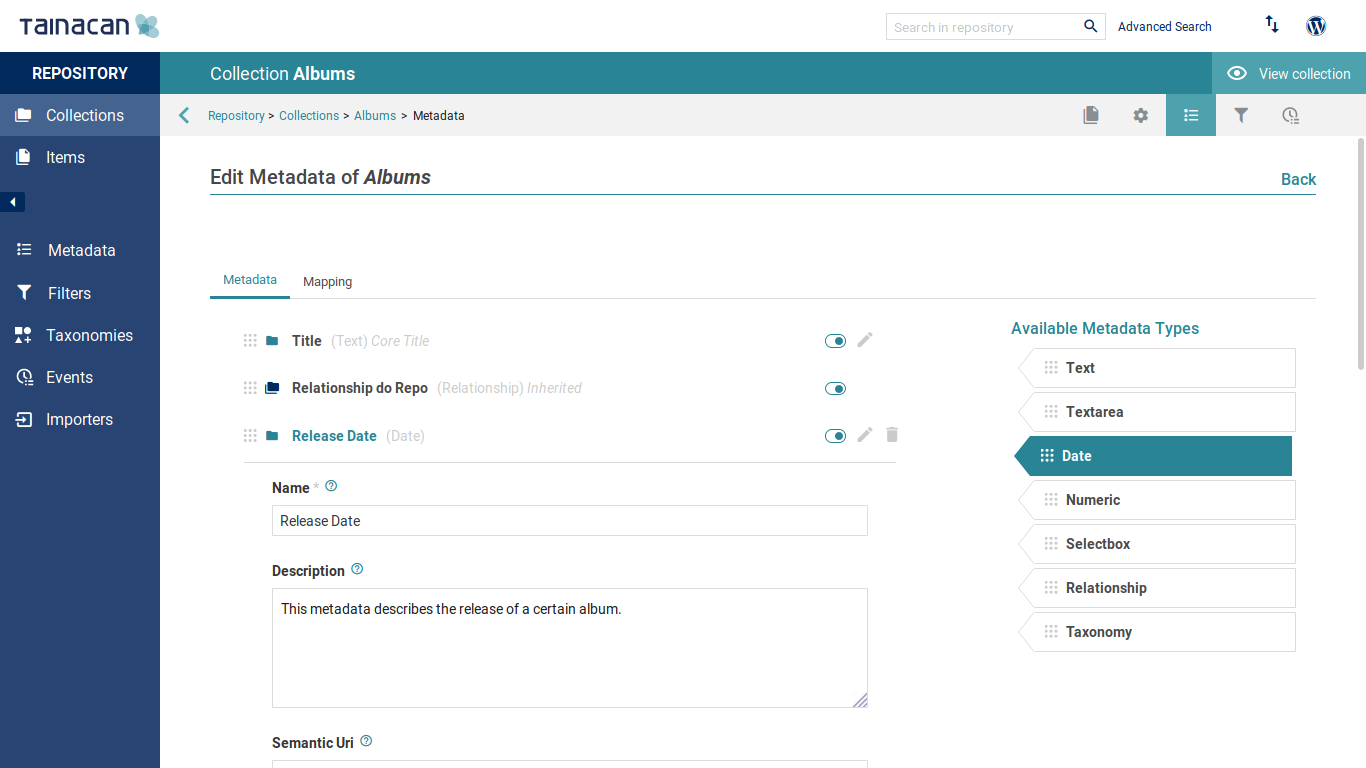 TAINACAN
Search in repository
Advanced Search
REPOSITORY
Collection Albums
View collection
Collections
Repository > Collections > Albums > Metadata
Items
Edit Metadata of Albums
Back
Metadata
Filters
Taxonomies
Events
Importers
Metadata
Mapping
Title (Text) Core Title
Relationship do Repo (Relationship) Inherited
Release Date (Date)
Name *
Release Date
Description
This metadata describes the release of a certain album.
Semantic Uri
Available Metadata Types
Text
Textarea
Date
Numeric
Selectbox
Relationship
Taxonomy